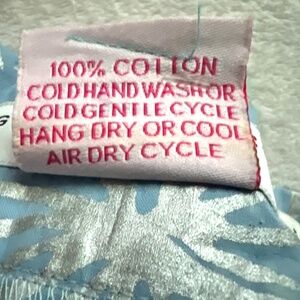 100% COTTON
COLD HAND WASH OR
COLD GENTLE CYCLE
HANG DRY OR COOL
AIR DRY CYCLE